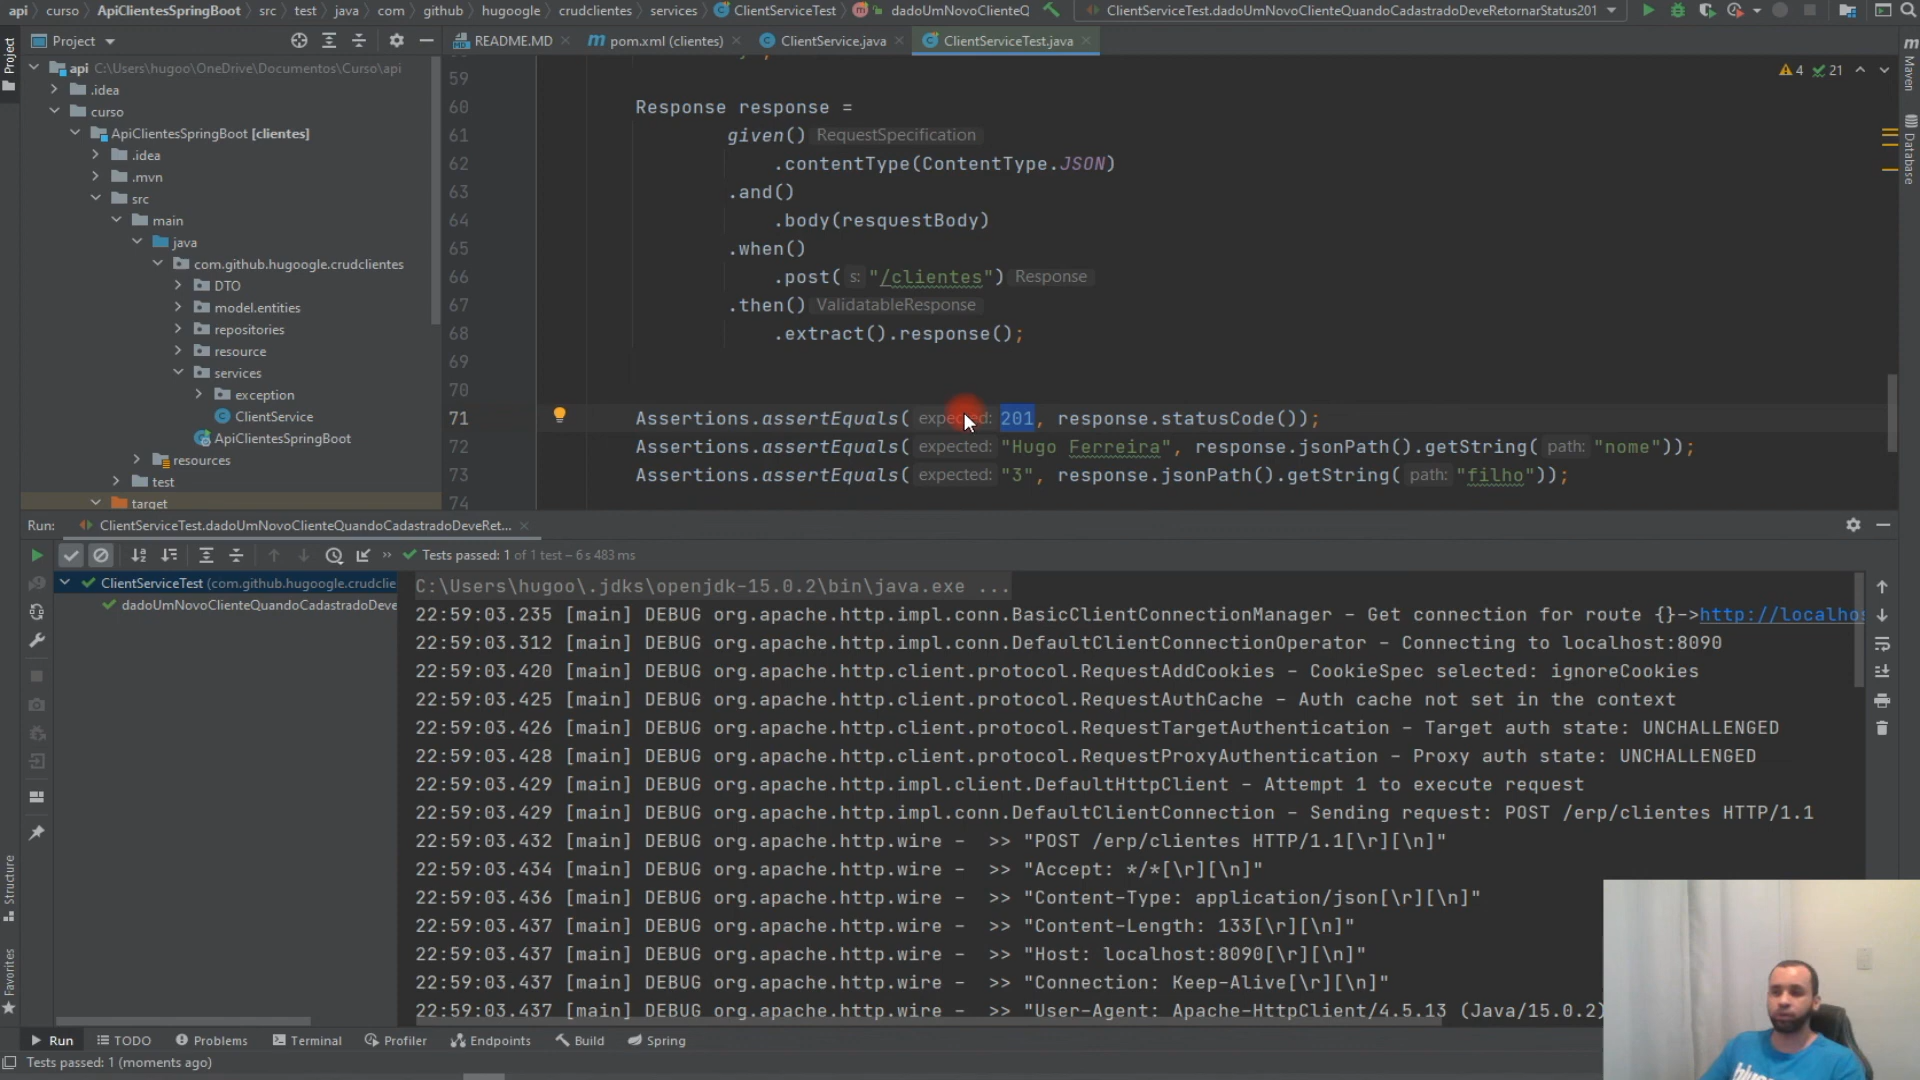 api curso ApiClientesSpringBoot src test java com github hugoogle crudclientes services ClientServiceTest dadoUmNovoClienteQ ClientServiceTest.dadoUmNovoClienteQuandoCadastradoDeveRetornarStatus201
Project
README.MD
pom.xml (clientes)
ClientService.java
ClientServiceTest.java
api C:\Users\hugoo\OneDrive\Documentos\Curso\api
.idea
curso
ApiClientesSpringBoot [clientes]
.idea
.mvn
src
main
java
com.github.hugoogle.crudclientes
DTO
model.entities
repositories
resource
services
exception
ClientService
ApiClientesSpringBoot
resources
test
target
4 21
59
60 Response response =
61 given() RequestSpecification
62 .contentType(ContentType.JSON)
63 .and()
64 .body(resquestBody)
65 .when()
66 .post( s: "/clientes") Response
67 .then() ValidatableResponse
68 .extract().response();
69
70
71 Assertions.assertEquals( expected: 201, response.statusCode());
72 Assertions.assertEquals( expected: "Hugo Ferreira", response.jsonPath().getString( path: "nome"));
73 Assertions.assertEquals( expected: "3", response.jsonPath().getString( path: "filho"));
74
Project
Structure
Favorites
Maven
Database
Run: ClientServiceTest.dadoUmNovoClienteQuandoCadastradoDeveRet...
Tests passed: 1 of 1 test – 6 s 483 ms
ClientServiceTest (com.github.hugoogle.crudclie
dadoUmNovoClienteQuandoCadastradoDeve
C:\Users\hugoo\.jdks\openjdk-15.0.2\bin\java.exe ...
22:59:03.235 [main] DEBUG org.apache.http.impl.conn.BasicClientConnectionManager - Get connection for route {}->http://localhos
22:59:03.312 [main] DEBUG org.apache.http.impl.conn.DefaultClientConnectionOperator - Connecting to localhost:8090
22:59:03.420 [main] DEBUG org.apache.http.client.protocol.RequestAddCookies - CookieSpec selected: ignoreCookies
22:59:03.425 [main] DEBUG org.apache.http.client.protocol.RequestAuthCache - Auth cache not set in the context
22:59:03.426 [main] DEBUG org.apache.http.client.protocol.RequestTargetAuthentication - Target auth state: UNCHALLENGED
22:59:03.428 [main] DEBUG org.apache.http.client.protocol.RequestProxyAuthentication - Proxy auth state: UNCHALLENGED
22:59:03.429 [main] DEBUG org.apache.http.impl.client.DefaultHttpClient - Attempt 1 to execute request
22:59:03.429 [main] DEBUG org.apache.http.impl.conn.DefaultClientConnection - Sending request: POST /erp/clientes HTTP/1.1
22:59:03.432 [main] DEBUG org.apache.http.wire - >> "POST /erp/clientes HTTP/1.1[\r][\n]"
22:59:03.434 [main] DEBUG org.apache.http.wire - >> "Accept: */*[\r][\n]"
22:59:03.436 [main] DEBUG org.apache.http.wire - >> "Content-Type: application/json[\r][\n]"
22:59:03.437 [main] DEBUG org.apache.http.wire - >> "Content-Length: 133[\r][\n]"
22:59:03.437 [main] DEBUG org.apache.http.wire - >> "Host: localhost:8090[\r][\n]"
22:59:03.437 [main] DEBUG org.apache.http.wire - >> "Connection: Keep-Alive[\r][\n]"
22:59:03.437 [main] DEBUG org.apache.http.wire - >> "User-Agent: Apache-HttpClient/4.5.13 (Java/15.0.2)
Run TODO Problems Terminal Profiler Endpoints Build Spring
Tests passed: 1 (moments ago)